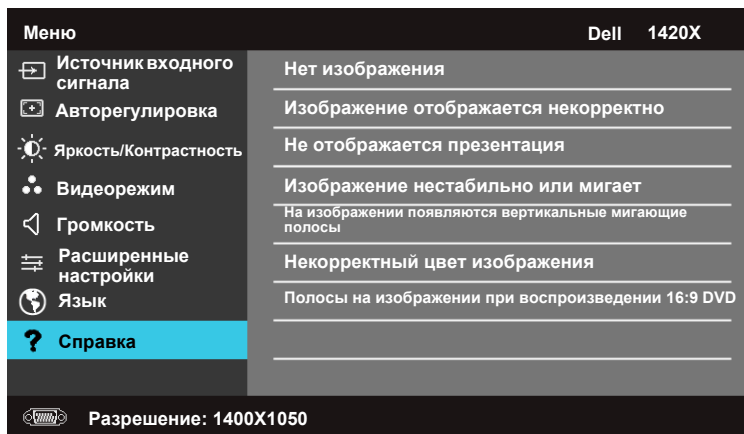 Меню
Dell 1420X
Источник входного
сигнала
Авторегулировка
Яркость/Контрастность
Видеорежим
Громкость
Расширенные
настройки
Язык
Справка
Нет изображения
Изображение отображается некорректно
Не отображается презентация
Изображение нестабильно или мигает
На изображении появляются вертикальные мигающие
полосы
Некорректный цвет изображения
Полосы на изображении при воспроизведении 16:9 DVD
Разрешение: 1400X1050